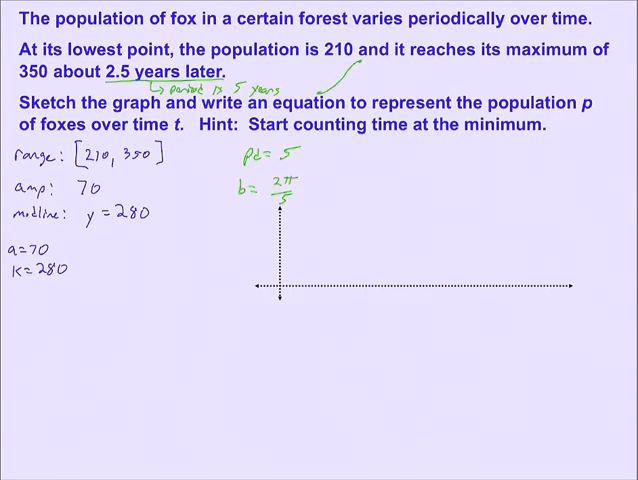 The population of fox in a certain forest varies periodically over time.
At its lowest point, the population is 210 and it reaches its maximum of
350 about 2.5 years later.
period is 5 years
Sketch the graph and write an equation to represent the population p
of foxes over time t. Hint: Start counting time at the minimum.
range: [210, 350]
amp: 70
midline: y = 280
a=70
K=280
pd= 5
b= 2π/5